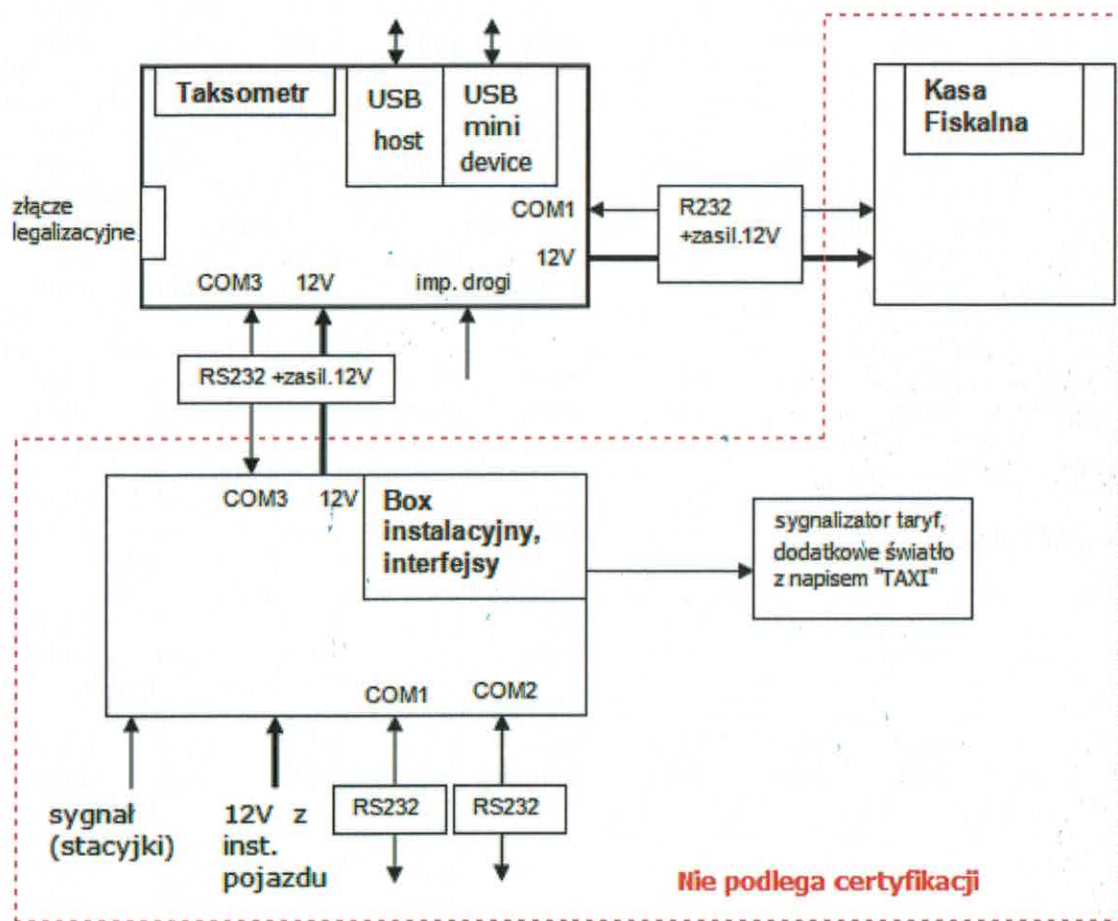 Taksometr
USB
host
USB
mini
device
Kasa
Fiskalna
złącze
legalizacyjne
COM1
12V
R232
+zasil.12V
COM3
12V
imp. drogi
RS232 +zasil.12V
COM3
12V
Box
instalacyjny,
interfejsy
sygnalizator taryf,
dodatkowe światło
z napisem "TAXI"
COM1
COM2
RS232
RS232
sygnał
(stacyjki)
12V z
inst.
pojazdu
Nie podlega certyfikacji